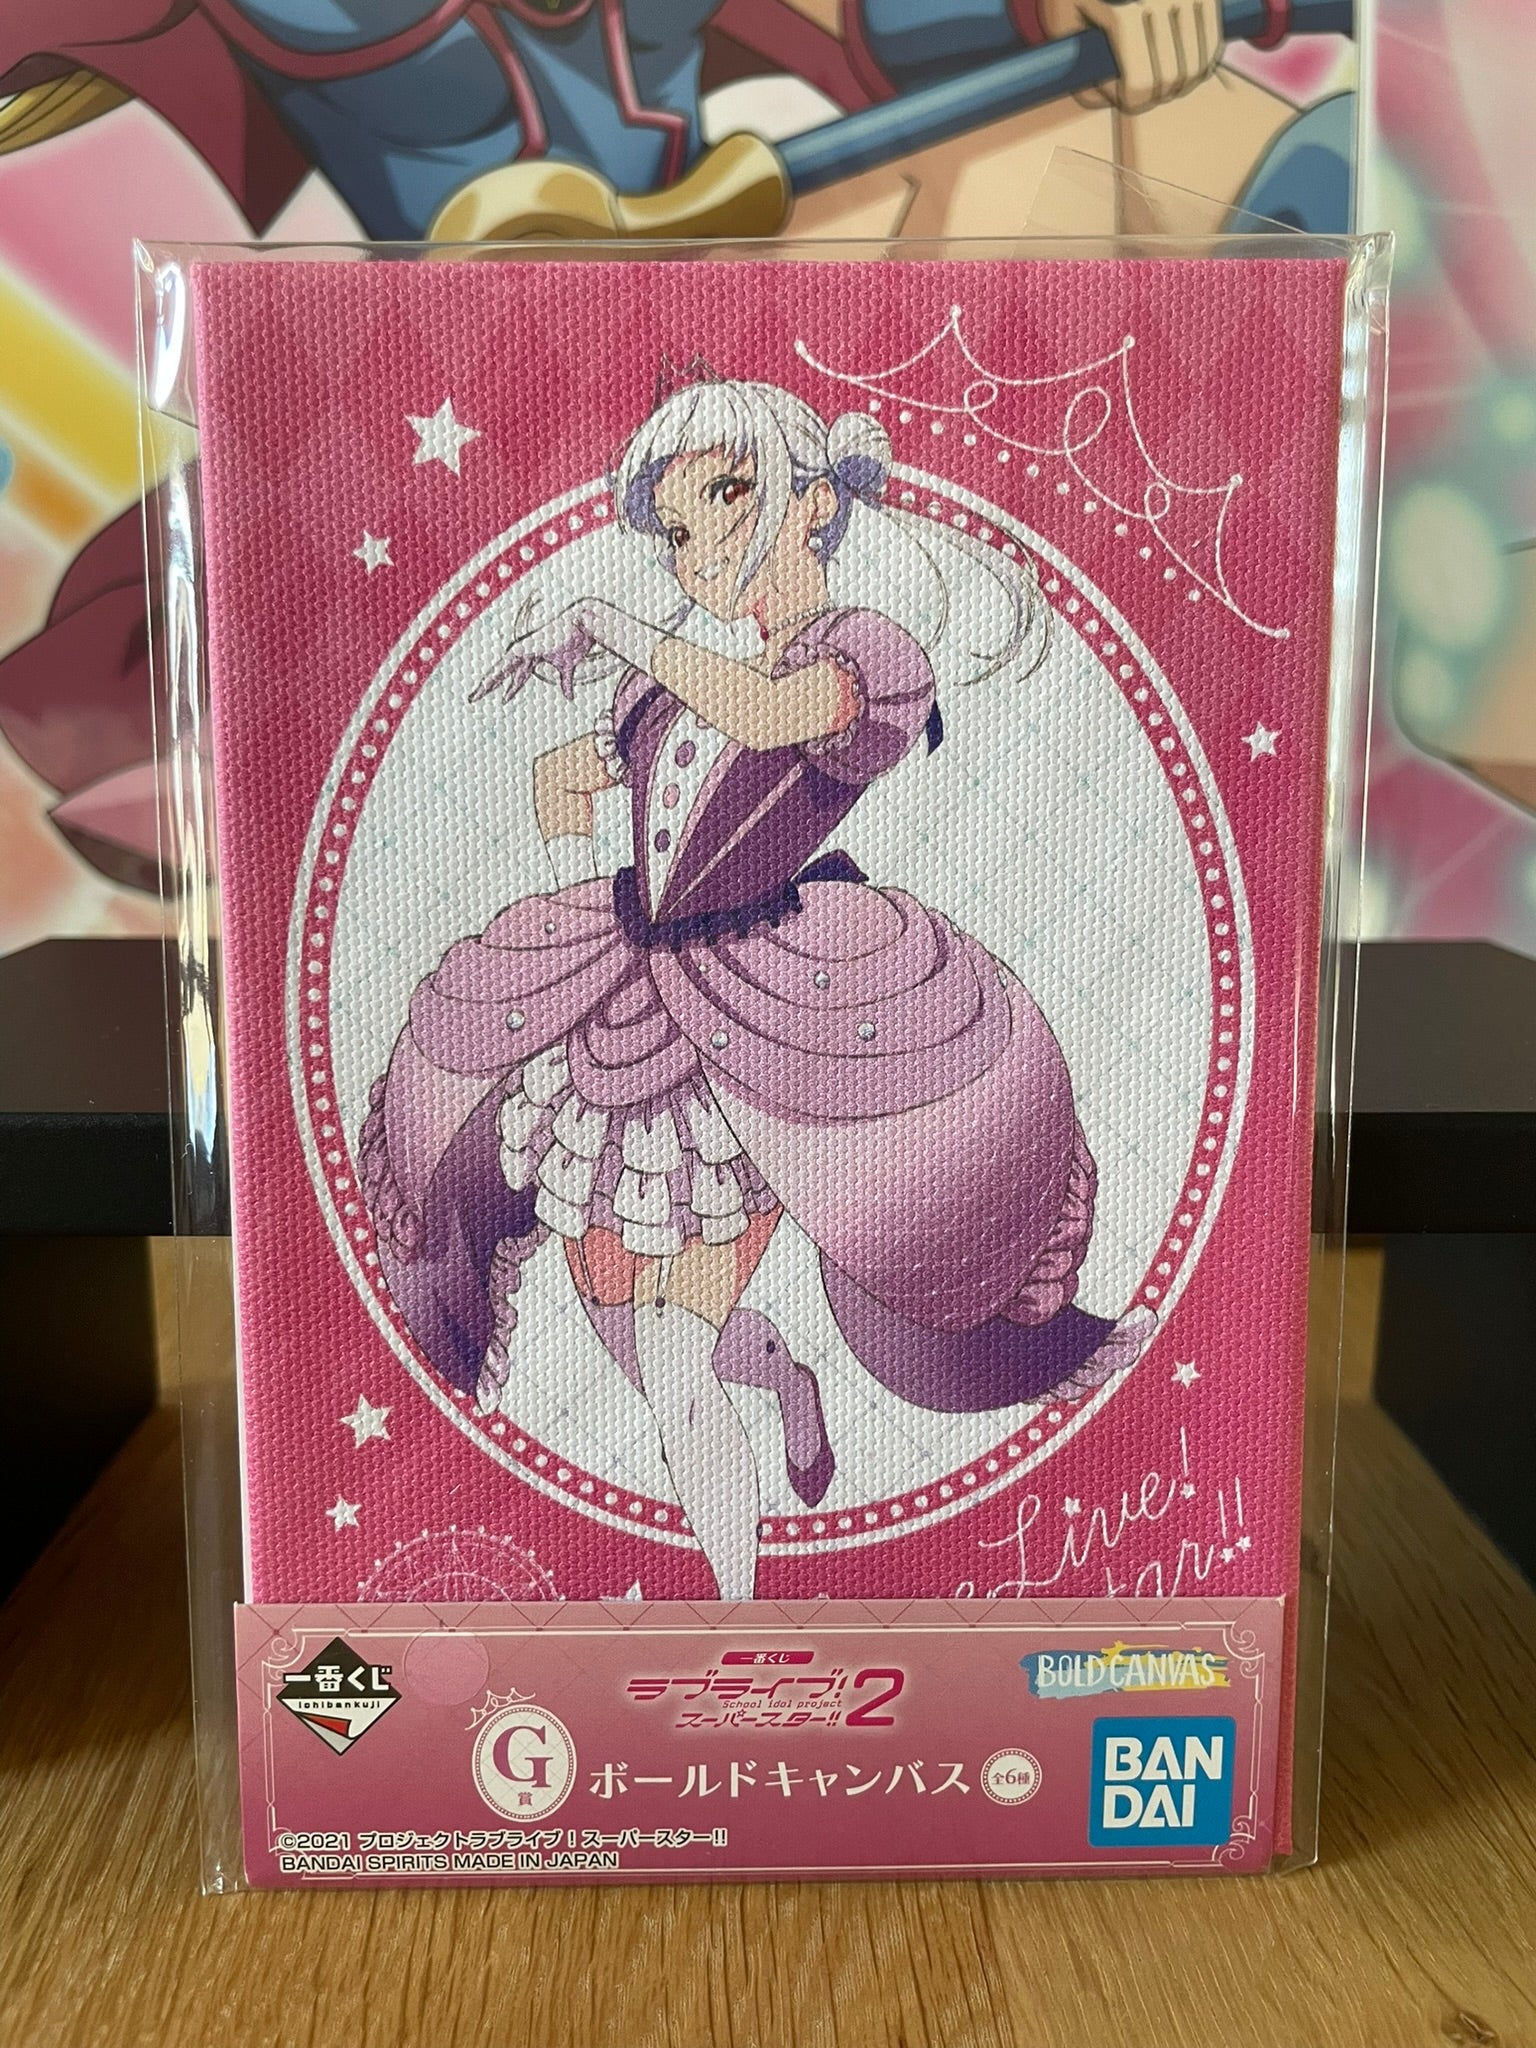 Live!
一番くじ
ichibankuji
一番くじ
ラブライブ!
School idol project
スーパースター!!
2
BOLD CANVAS
G
賞
ボールドキャンバス
全6種
BAN
DAI
©2021 プロジェクトラブライブ!スーパースター!!
BANDAI SPIRITS MADE IN JAPAN